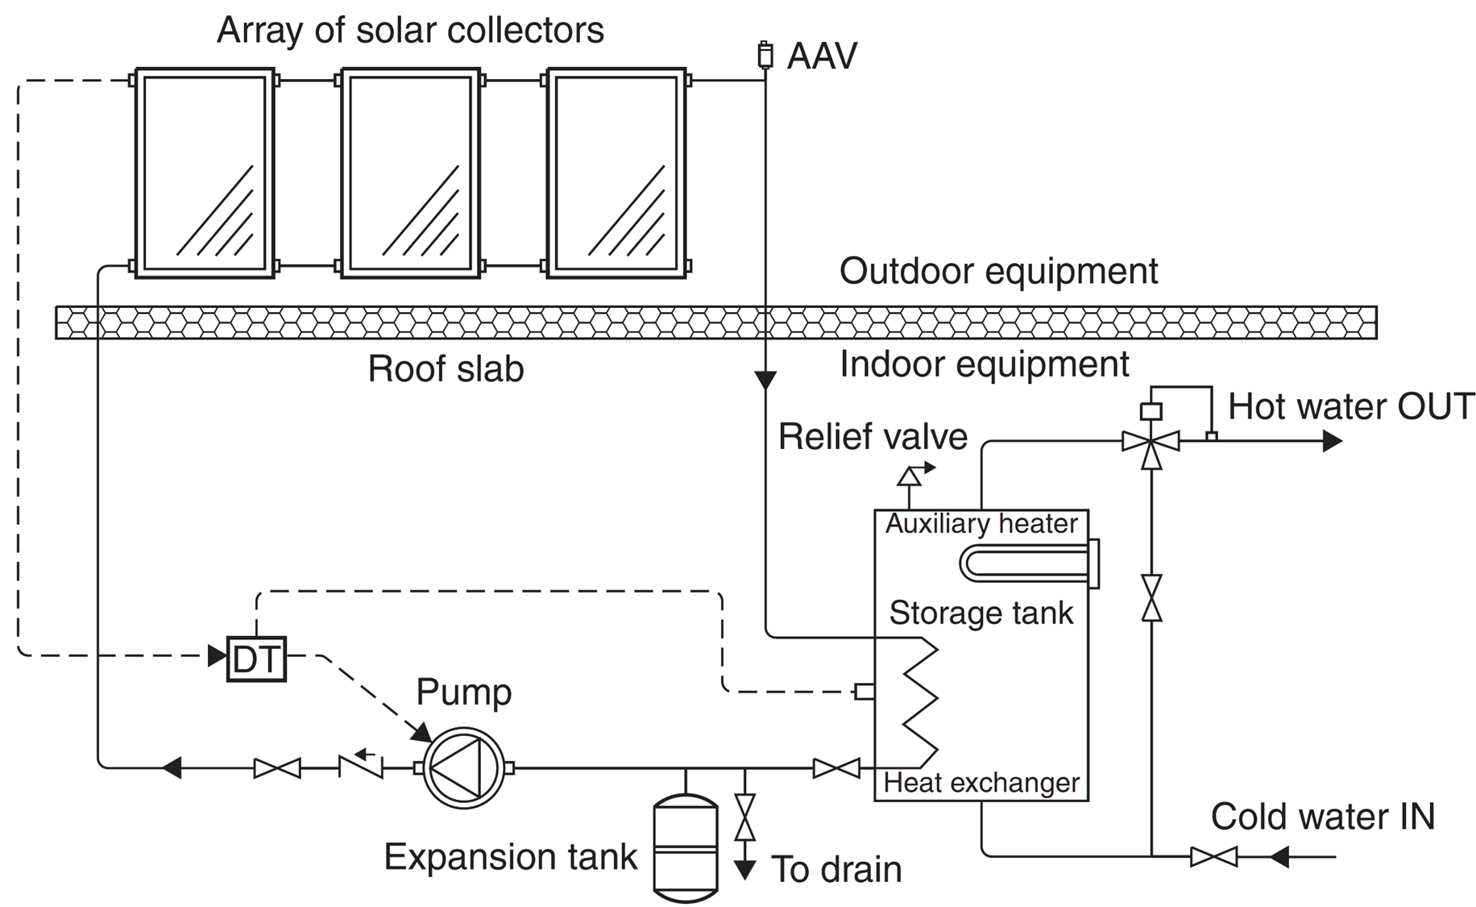 Array of solar collectors
AAV
Outdoor equipment
Roof slab
Indoor equipment
Hot water OUT
Relief valve
Auxiliary heater
Storage tank
DT
Pump
Heat exchanger
Cold water IN
Expansion tank
To drain